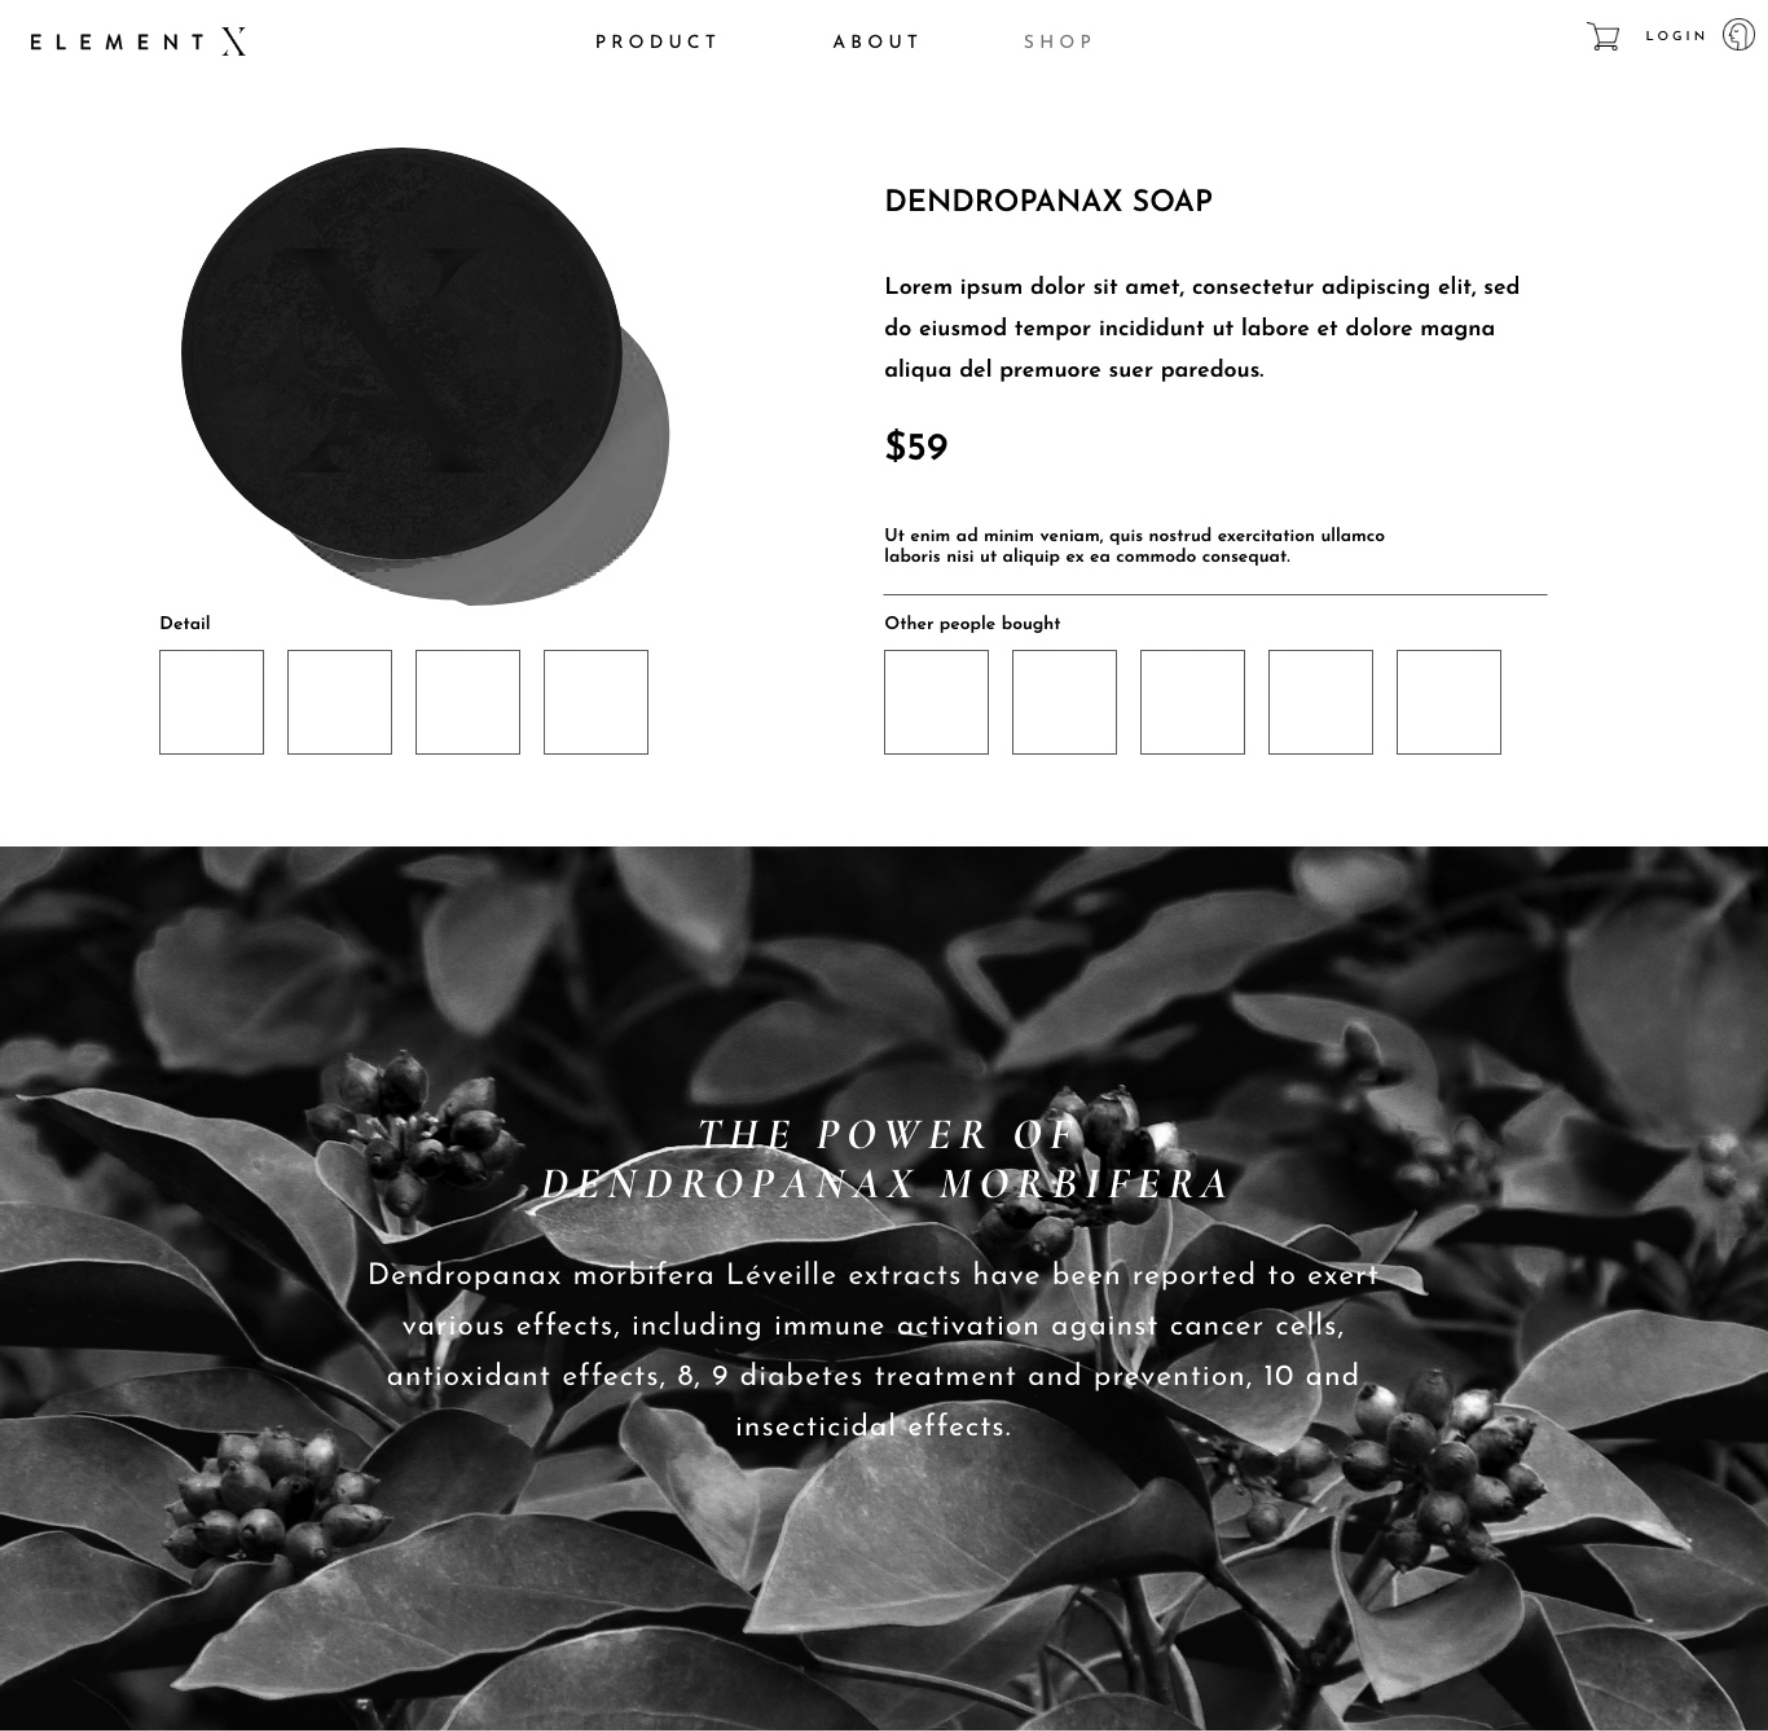 ELEMENT X
PRODUCT
ABOUT
SHOP
LOGIN
X
DENDROPANAX SOAP
Lorem ipsum dolor sit amet, consectetur adipiscing elit, sed
do eiusmod tempor incididunt ut labore et dolore magna
aliqua del premuore suer paredous.
$59
Ut enim ad minim veniam, quis nostrud exercitation ullamco
laboris nisi ut aliquip ex ea commodo consequat.
Detail
Other people bought
THE POWER OF
DENDROPANAX MORBIFERA
Dendropanax morbifera Léveille extracts have been reported to exert
various effects, including immune activation against cancer cells,
antioxidant effects, 8, 9 diabetes treatment and prevention, 10 and
insecticidal effects.